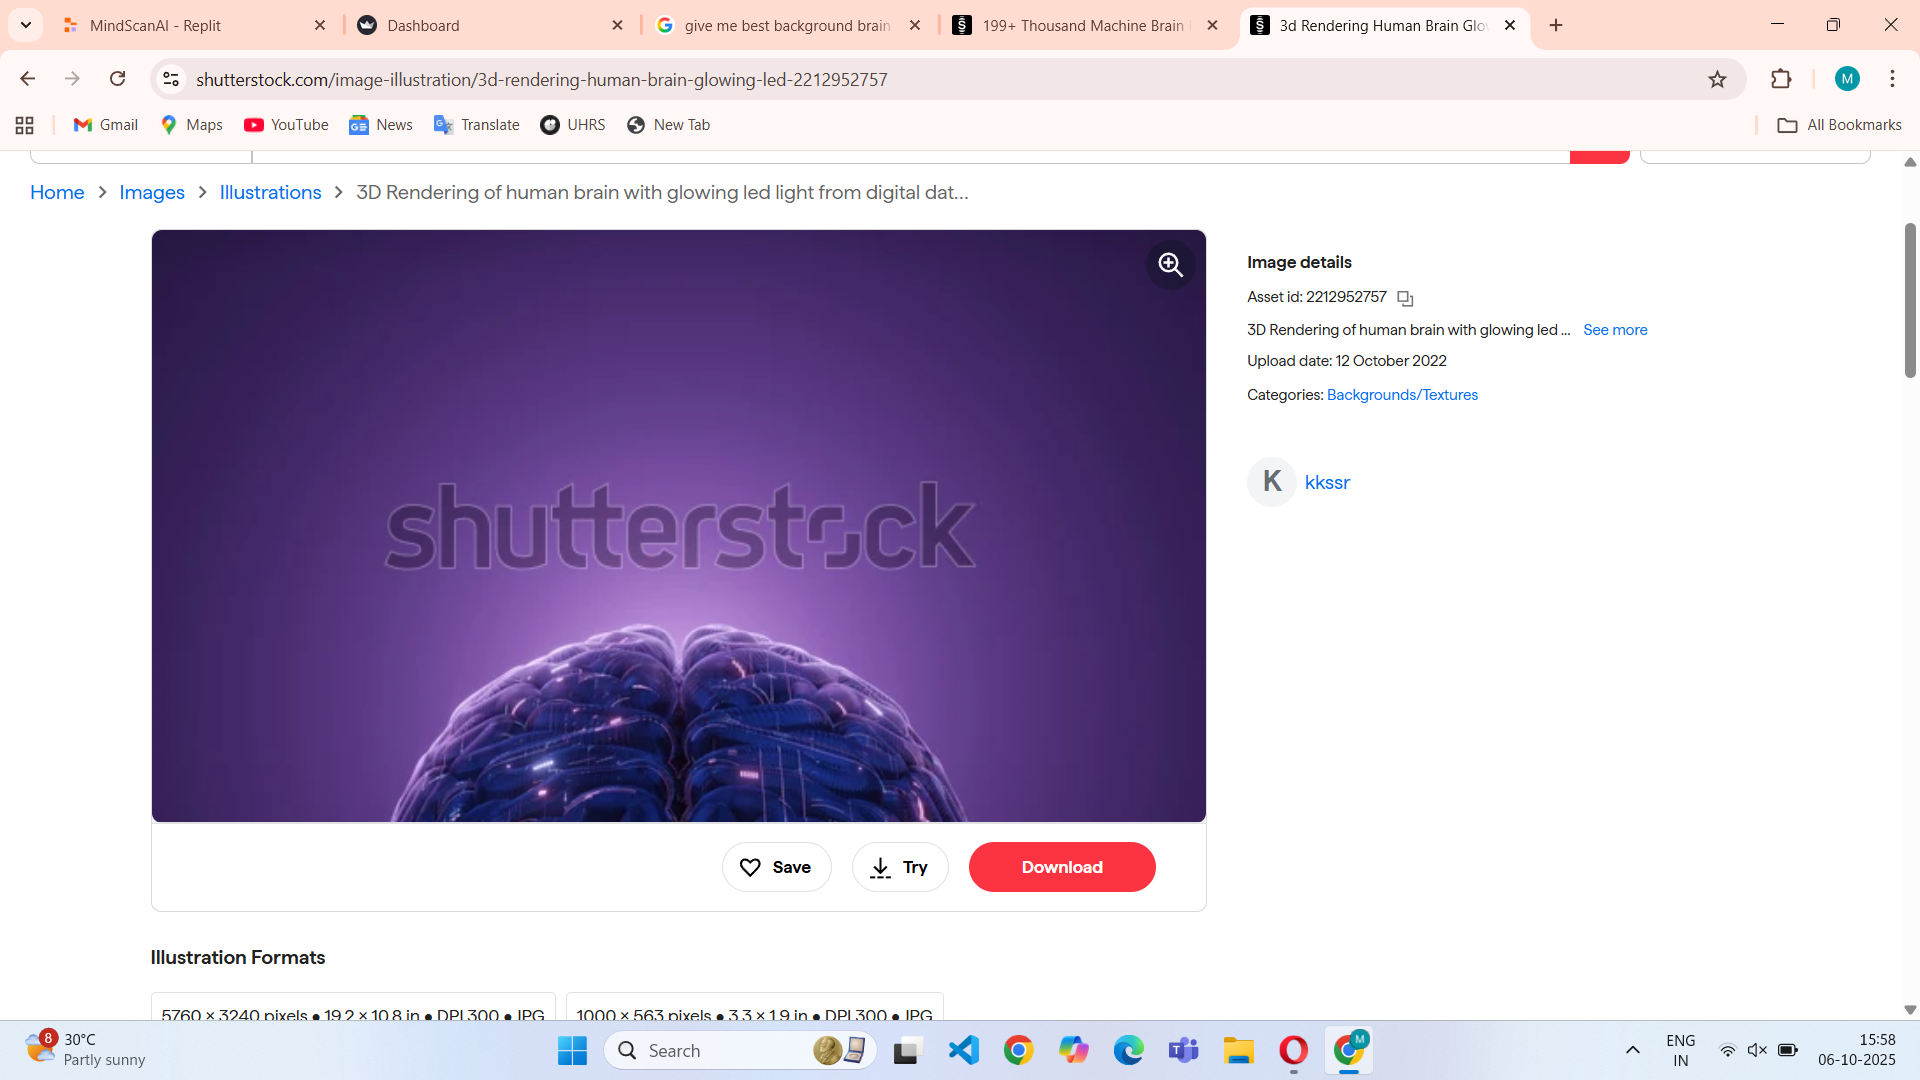 MindScanAI - Replit
Dashboard
give me best background brain
199+ Thousand Machine Brain
3d Rendering Human Brain Glo
shutterstock.com/image-illustration/3d-rendering-human-brain-glowing-led-2212952757
M
Gmail
Maps
YouTube
News
Translate
UHRS
New Tab
All Bookmarks
Home > Images > Illustrations > 3D Rendering of human brain with glowing led light from digital dat...
shutterstock
Image details
Asset id: 2212952757
3D Rendering of human brain with glowing led ... See more
Upload date: 12 October 2022
Categories: Backgrounds/Textures
K kkssr
Save
Try
Download
Illustration Formats
5760 × 3240 pixels • 19.2 × 10.8 in • DPI 300 • JPG
1000 × 563 pixels • 3.3 × 1.9 in • DPI 300 • JPG
8
30°C
Partly sunny
Search
M
ENG
IN
15:58
06-10-2025